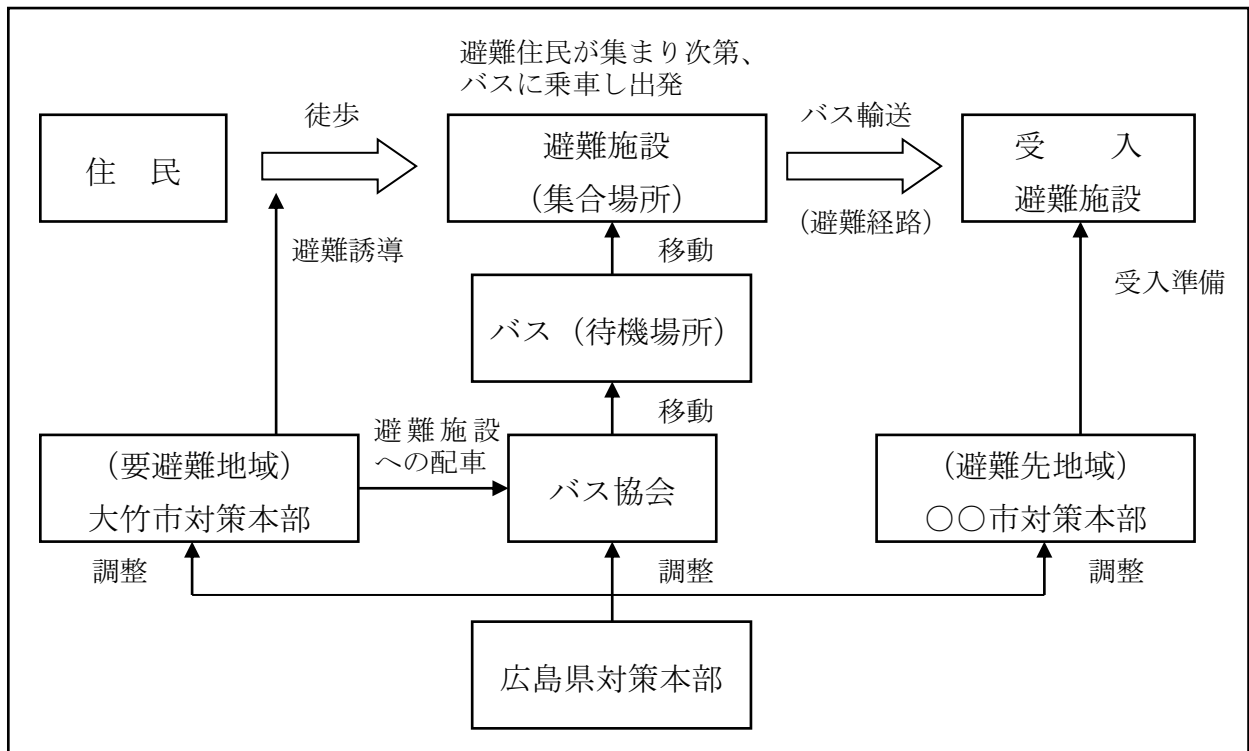 避難住民が集まり次第、
バスに乗車し出発
徒歩
バス輸送
住　民
避難施設
(集合場所)
受　　入
避難施設
(避難経路)
避難誘導
移動
受入準備
バス（待機場所）
移動
避難施設
への配車
(要避難地域)
大竹市対策本部
バス協会
(避難先地域)
○○市対策本部
調整
調整
調整
広島県対策本部